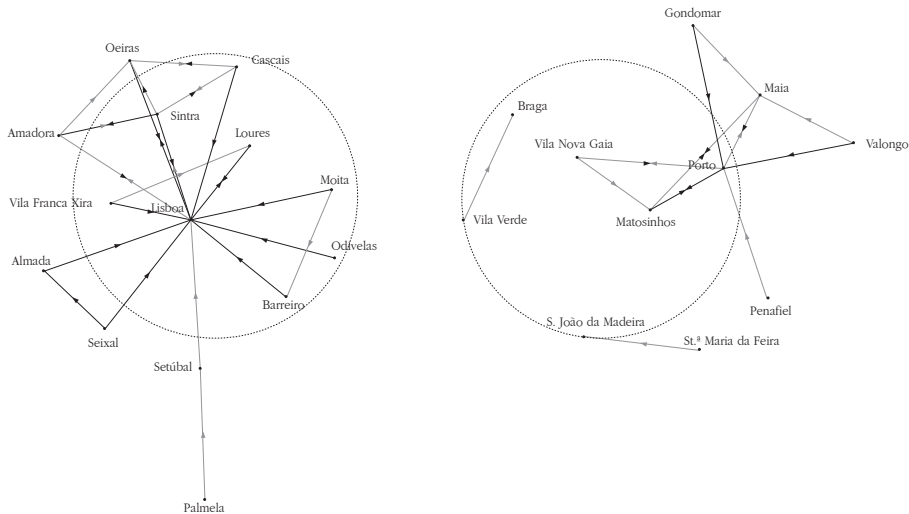 Gondomar
Oeiras
Cascais
Maia
Braga
Sintra
Amadora
Loures
Vila Nova Gaia
Valongo
Porto
Moita
Vila Franca Xira
Lisboa
Vila Verde
Matosinhos
Odivelas
Almada
Barreiro
Penafiel
S. João da Madeira
Seixal
St.ª Maria da Feira
Setúbal
Palmela